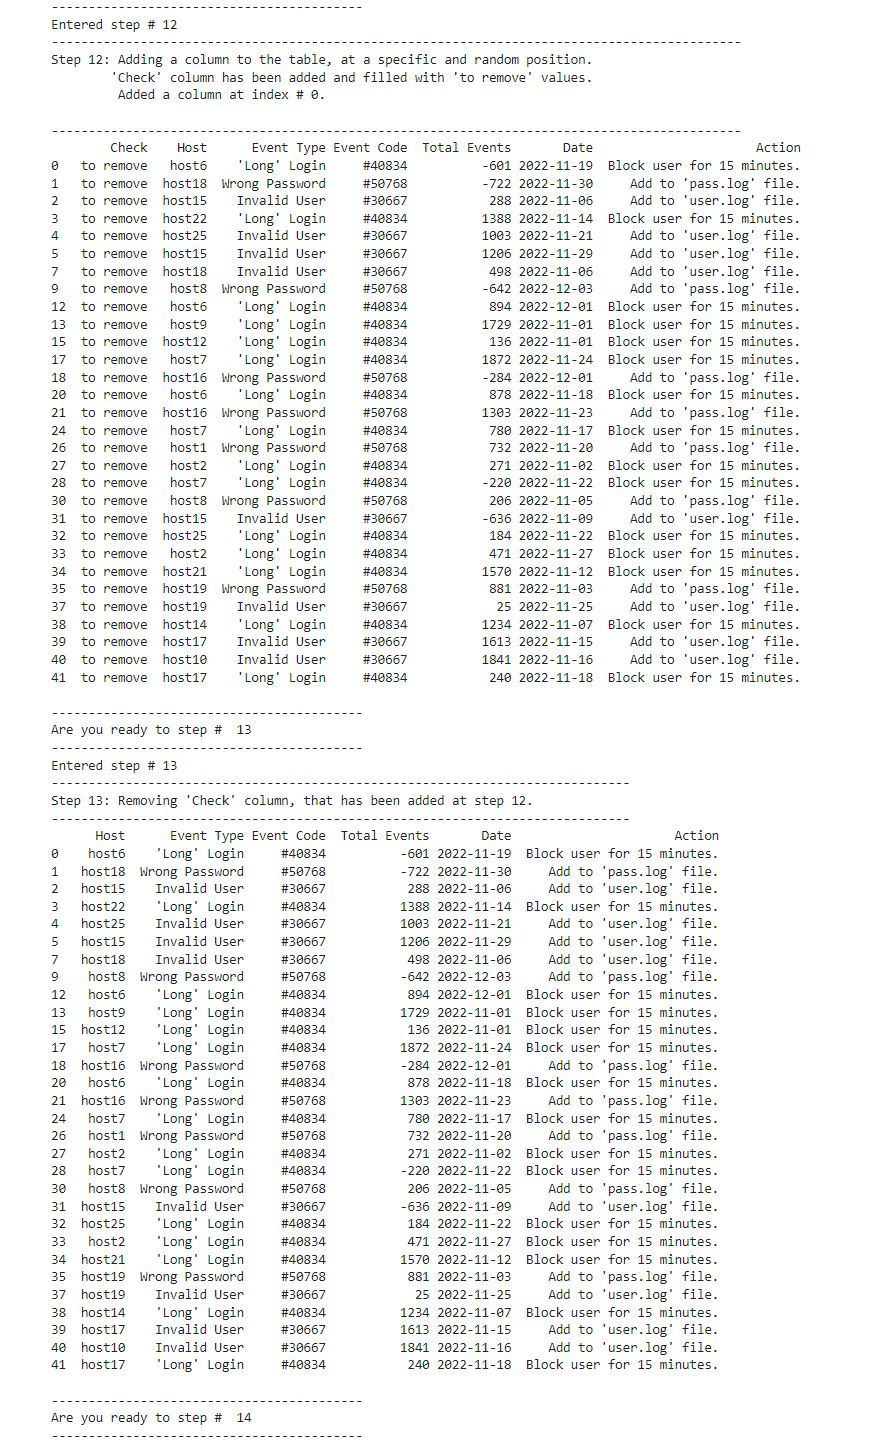 -----------------------------------------
Entered step # 12
---------------------------------------------------------------------------------------------
Step 12: Adding a column to the table, at a specific and random position.
'Check' column has been added and filled with 'to remove' values.
Added a column at index # 0.
---------------------------------------------------------------------------------------------
Check Host Event Type Event Code Total Events Date Action
0 to remove host6 'Long' Login #40834 -601 2022-11-19 Block user for 15 minutes.
1 to remove host18 Wrong Password #50768 -722 2022-11-30 Add to 'pass.log' file.
2 to remove host15 Invalid User #30667 288 2022-11-06 Add to 'user.log' file.
3 to remove host22 'Long' Login #40834 1388 2022-11-14 Block user for 15 minutes.
4 to remove host25 Invalid User #30667 1003 2022-11-21 Add to 'user.log' file.
5 to remove host15 Invalid User #30667 1206 2022-11-29 Add to 'user.log' file.
7 to remove host18 Invalid User #30667 498 2022-11-06 Add to 'user.log' file.
9 to remove host8 Wrong Password #50768 -642 2022-12-03 Add to 'pass.log' file.
12 to remove host6 'Long' Login #40834 894 2022-12-01 Block user for 15 minutes.
13 to remove host9 'Long' Login #40834 1729 2022-11-01 Block user for 15 minutes.
15 to remove host12 'Long' Login #40834 136 2022-11-01 Block user for 15 minutes.
17 to remove host7 'Long' Login #40834 1872 2022-11-24 Block user for 15 minutes.
18 to remove host16 Wrong Password #50768 -284 2022-12-01 Add to 'pass.log' file.
20 to remove host6 'Long' Login #40834 878 2022-11-18 Block user for 15 minutes.
21 to remove host16 Wrong Password #50768 1303 2022-11-23 Add to 'pass.log' file.
24 to remove host7 'Long' Login #40834 780 2022-11-17 Block user for 15 minutes.
26 to remove host1 Wrong Password #50768 732 2022-11-20 Add to 'pass.log' file.
27 to remove host2 'Long' Login #40834 271 2022-11-02 Block user for 15 minutes.
28 to remove host7 'Long' Login #40834 -220 2022-11-22 Block user for 15 minutes.
30 to remove host8 Wrong Password #50768 206 2022-11-05 Add to 'pass.log' file.
31 to remove host15 Invalid User #30667 -636 2022-11-09 Add to 'user.log' file.
32 to remove host25 'Long' Login #40834 184 2022-11-22 Block user for 15 minutes.
33 to remove host2 'Long' Login #40834 471 2022-11-27 Block user for 15 minutes.
34 to remove host21 'Long' Login #40834 1570 2022-11-12 Block user for 15 minutes.
35 to remove host19 Wrong Password #50768 881 2022-11-03 Add to 'pass.log' file.
37 to remove host19 Invalid User #30667 25 2022-11-25 Add to 'user.log' file.
38 to remove host14 'Long' Login #40834 1234 2022-11-07 Block user for 15 minutes.
39 to remove host17 Invalid User #30667 1613 2022-11-15 Add to 'user.log' file.
40 to remove host10 Invalid User #30667 1841 2022-11-16 Add to 'user.log' file.
41 to remove host17 'Long' Login #40834 240 2022-11-18 Block user for 15 minutes.
-----------------------------------------
Are you ready to step # 13
-----------------------------------------
Entered step # 13
------------------------------------------------------------------------------
Step 13: Removing 'Check' column, that has been added at step 12.
------------------------------------------------------------------------------
Host Event Type Event Code Total Events Date Action
0 host6 'Long' Login #40834 -601 2022-11-19 Block user for 15 minutes.
1 host18 Wrong Password #50768 -722 2022-11-30 Add to 'pass.log' file.
2 host15 Invalid User #30667 288 2022-11-06 Add to 'user.log' file.
3 host22 'Long' Login #40834 1388 2022-11-14 Block user for 15 minutes.
4 host25 Invalid User #30667 1003 2022-11-21 Add to 'user.log' file.
5 host15 Invalid User #30667 1206 2022-11-29 Add to 'user.log' file.
7 host18 Invalid User #30667 498 2022-11-06 Add to 'user.log' file.
9 host8 Wrong Password #50768 -642 2022-12-03 Add to 'pass.log' file.
12 host6 'Long' Login #40834 894 2022-12-01 Block user for 15 minutes.
13 host9 'Long' Login #40834 1729 2022-11-01 Block user for 15 minutes.
15 host12 'Long' Login #40834 136 2022-11-01 Block user for 15 minutes.
17 host7 'Long' Login #40834 1872 2022-11-24 Block user for 15 minutes.
18 host16 Wrong Password #50768 -284 2022-12-01 Add to 'pass.log' file.
20 host6 'Long' Login #40834 878 2022-11-18 Block user for 15 minutes.
21 host16 Wrong Password #50768 1303 2022-11-23 Add to 'pass.log' file.
24 host7 'Long' Login #40834 780 2022-11-17 Block user for 15 minutes.
26 host1 Wrong Password #50768 732 2022-11-20 Add to 'pass.log' file.
27 host2 'Long' Login #40834 271 2022-11-02 Block user for 15 minutes.
28 host7 'Long' Login #40834 -220 2022-11-22 Block user for 15 minutes.
30 host8 Wrong Password #50768 206 2022-11-05 Add to 'pass.log' file.
31 host15 Invalid User #30667 -636 2022-11-09 Add to 'user.log' file.
32 host25 'Long' Login #40834 184 2022-11-22 Block user for 15 minutes.
33 host2 'Long' Login #40834 471 2022-11-27 Block user for 15 minutes.
34 host21 'Long' Login #40834 1570 2022-11-12 Block user for 15 minutes.
35 host19 Wrong Password #50768 881 2022-11-03 Add to 'pass.log' file.
37 host19 Invalid User #30667 25 2022-11-25 Add to 'user.log' file.
38 host14 'Long' Login #40834 1234 2022-11-07 Block user for 15 minutes.
39 host17 Invalid User #30667 1613 2022-11-15 Add to 'user.log' file.
40 host10 Invalid User #30667 1841 2022-11-16 Add to 'user.log' file.
41 host17 'Long' Login #40834 240 2022-11-18 Block user for 15 minutes.
-----------------------------------------
Are you ready to step # 14
-----------------------------------------